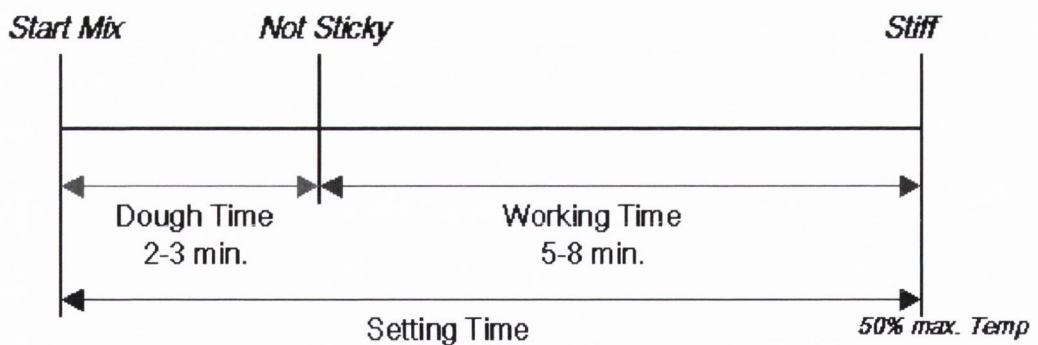 Start Mix Not Sticky Stiff
Dough Time Working Time
2-3 min. 5-8 min.
Setting Time 50% max. Temp